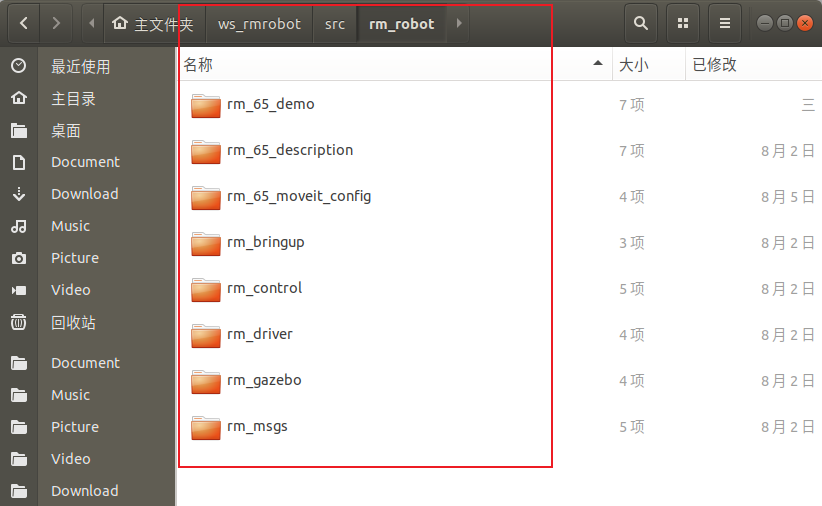 主文件夹 ws_rmrobot src rm_robot
名称 大小 已修改
最近使用
主目录
桌面
Document
Download
Music
Picture
Video
回收站
Document
Music
Picture
Video
Download
rm_65_demo 7 项 三
rm_65_description 7 项 8月2日
rm_65_moveit_config 4 项 8月5日
rm_bringup 3 项 8月2日
rm_control 5 项 8月2日
rm_driver 4 项 8月2日
rm_gazebo 4 项 8月2日
rm_msgs 5 项 8月2日